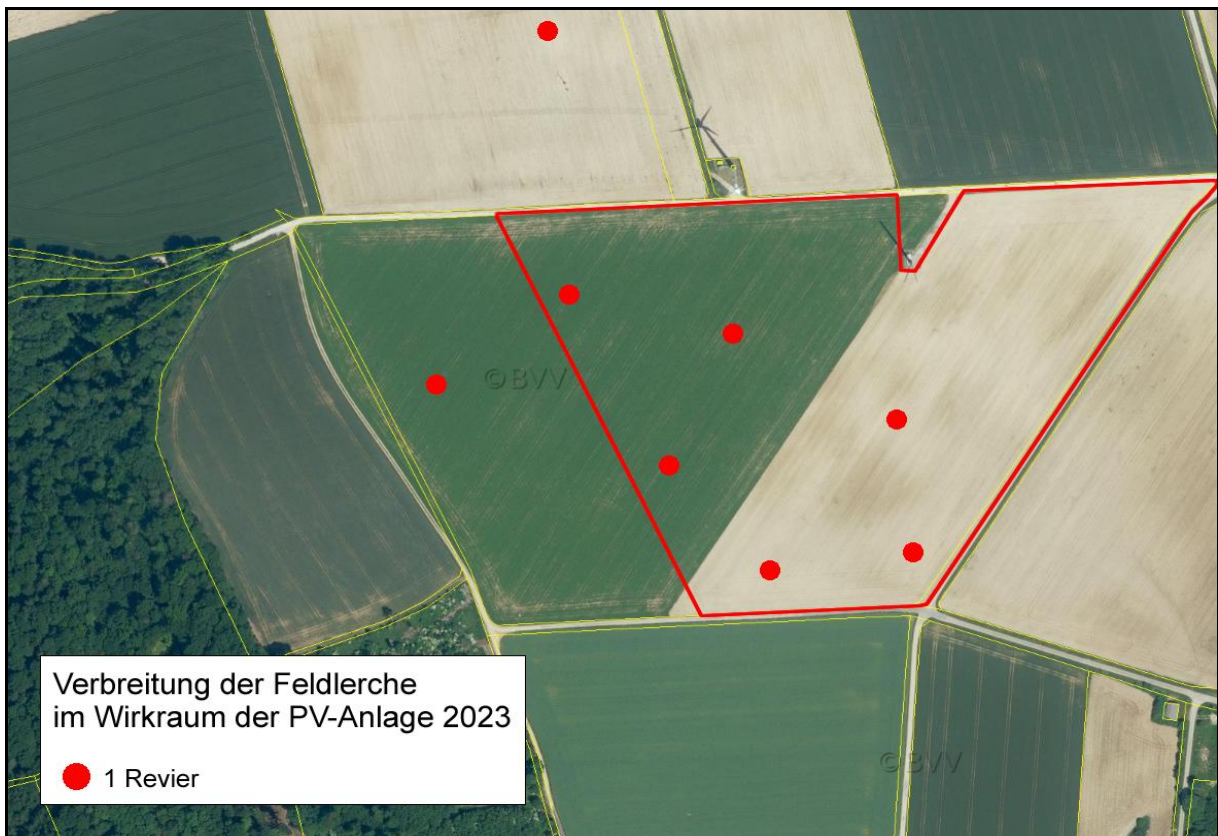 ©BVV
Verbreitung der Feldlerche
im Wirkraum der PV-Anlage 2023
1 Revier
©BVV